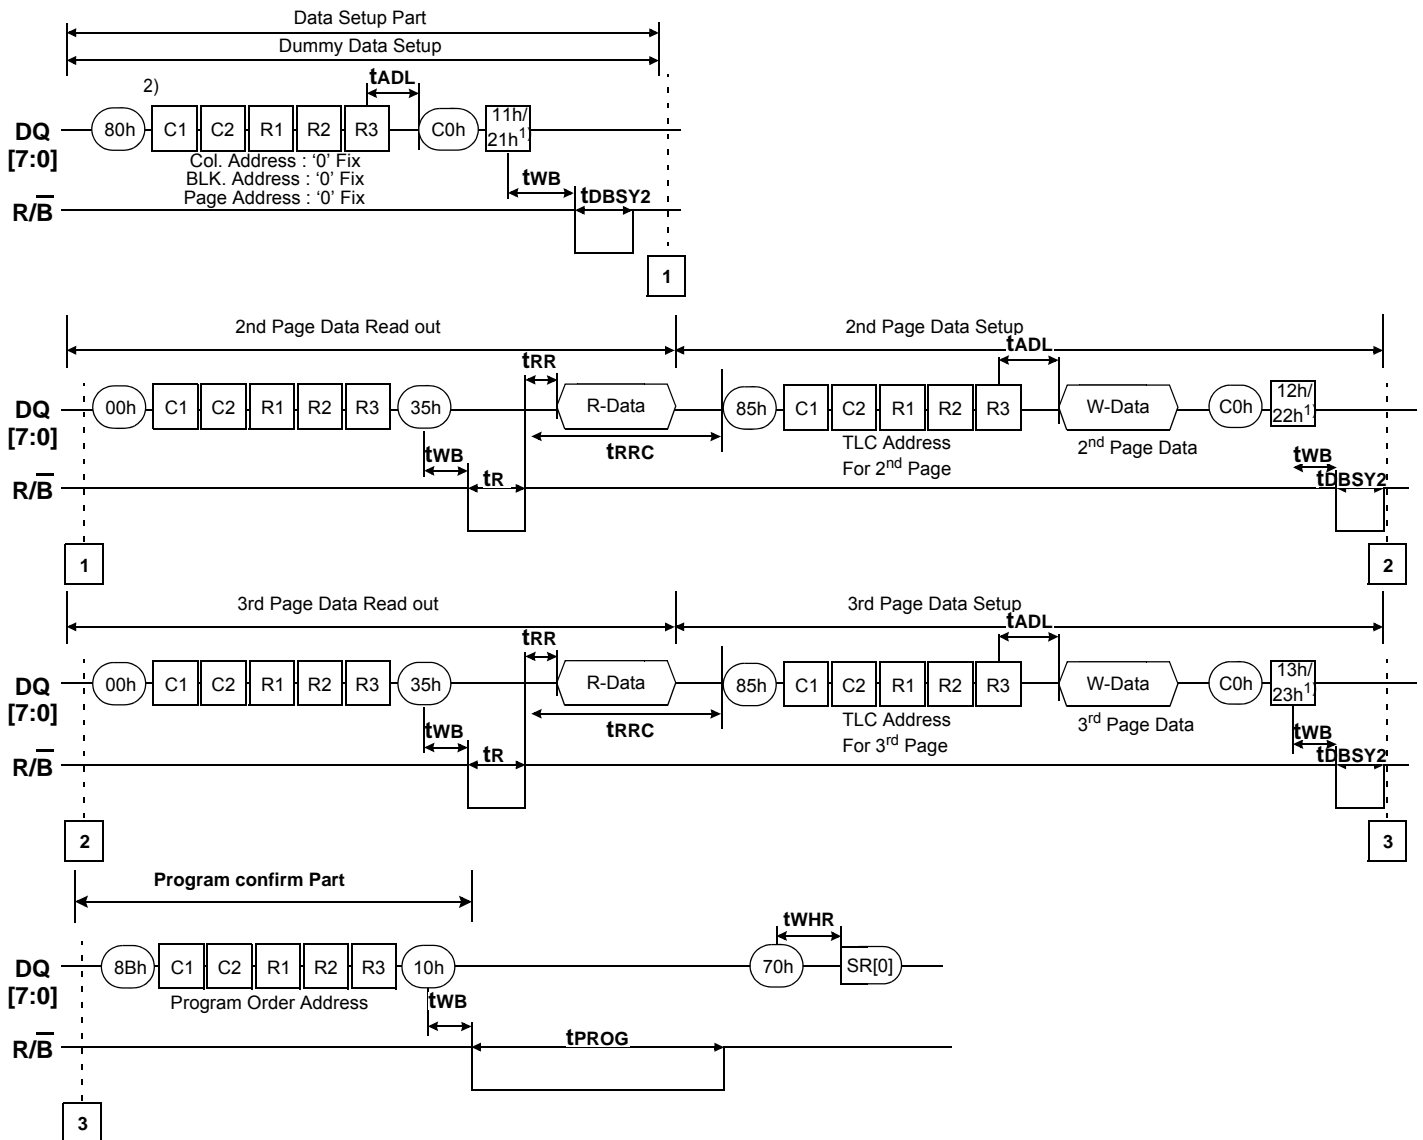 Data Setup Part
Dummy Data Setup
2)
tADL
DQ
[7:0]
80h C1 C2 R1 R2 R3 C0h 11h/
21h1)
Col. Address : ‘0’ Fix
BLK. Address : ‘0’ Fix
Page Address : ‘0’ Fix
tWB
tDBSY2
R/B
1
2nd Page Data Read out
2nd Page Data Setup
tRR
tADL
DQ
[7:0]
00h C1 C2 R1 R2 R3 35h R-Data 85h C1 C2 R1 R2 R3 W-Data C0h 12h/
22h1)
TLC Address
For 2nd Page
2nd Page Data
tWB
tRRC
tWB
R/B
tR
tDBSY2
1
2
3rd Page Data Read out
3rd Page Data Setup
tRR
tADL
DQ
[7:0]
00h C1 C2 R1 R2 R3 35h R-Data 85h C1 C2 R1 R2 R3 W-Data C0h 13h/
23h1)
TLC Address
For 3rd Page
3rd Page Data
tWB
tRRC
tWB
R/B
tR
tDBSY2
2
3
Program confirm Part
tWHR
DQ
[7:0]
8Bh C1 C2 R1 R2 R3 10h 70h SR[0]
Program Order Address
tWB
R/B
tPROG
3